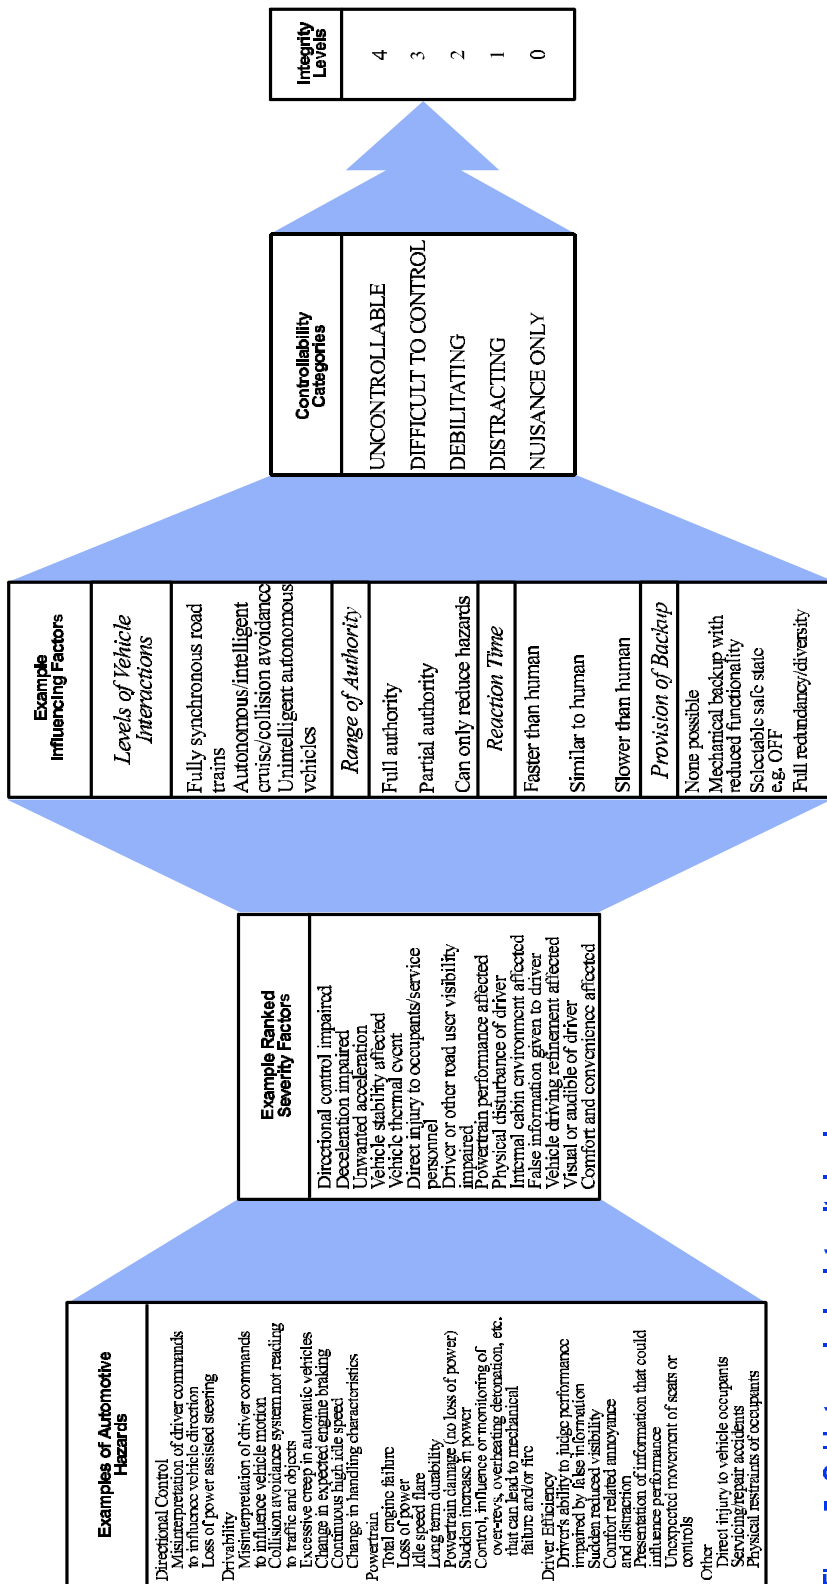 Examples of Automotive
Hazards
Directional Control
Misinterpretation of driver commands
to influence vehicle direction
Loss of power assisted steering
Drivability
Misinterpretation of driver commands
to influence vehicle motion
Collision avoidance system not reading
to traffic and objects
Excessive creep in automatic vehicles
Change in expected engine braking
Continuous high idle speed
Change in handling characteristics
Powertrain
Total engine failure
Loss of power
Idle speed flare
Long term durability
Powertrain damage (no loss of power)
Sudden increase in power
Control, influence or monitoring of
over-revs, overheating detonation, etc.
that can lead to mechanical
failure and/or fire
Driver Efficiency
Drivers ability to judge performance
impaired by false information
Sudden reduced visibility
Comfort related annoyance
and distraction
Presentation of information that could
influence performance
Unexpected movement of seats or
controls
Other
Direct injury to vehicle occupants
Servicing/repair accidents
Physical restraints of occupants
Example Ranked
Severity Factors
Directional control impaired
Deceleration impaired
Unwanted acceleration
Vehicle stability affected
Vehicle thermal event
Direct injury to occupants/service
personnel
Driver or other road user visibility
impaired
Powertrain performance affected
Physical disturbance of driver
Internal cabin environment affected
False information given to driver
Vehicle driving refinement affected
Visual or audible of driver
Comfort and convenience affected
Example
Influencing Factors
Levels of Vehicle
Interactions
Fully synchronous road
trains
Autonomous/intelligent
cruise/collision avoidance
Unintelligent autonomous
vehicles
Range of Authority
Full authority
Partial authority
Can only reduce hazards
Reaction Time
Faster than human
Similar to human
Slower than human
Provision of Backup
None possible
Mechanical backup with
reduced functionality
Selectable safe state
e.g. OFF
Full redundancy/diversity
Controllability
Categories
UNCONTROLLABLE
DIFFICULT TO CONTROL
DEBILITATING
DISTRACTING
NUISANCE ONLY
Integrity
Levels
4
3
2
1
0